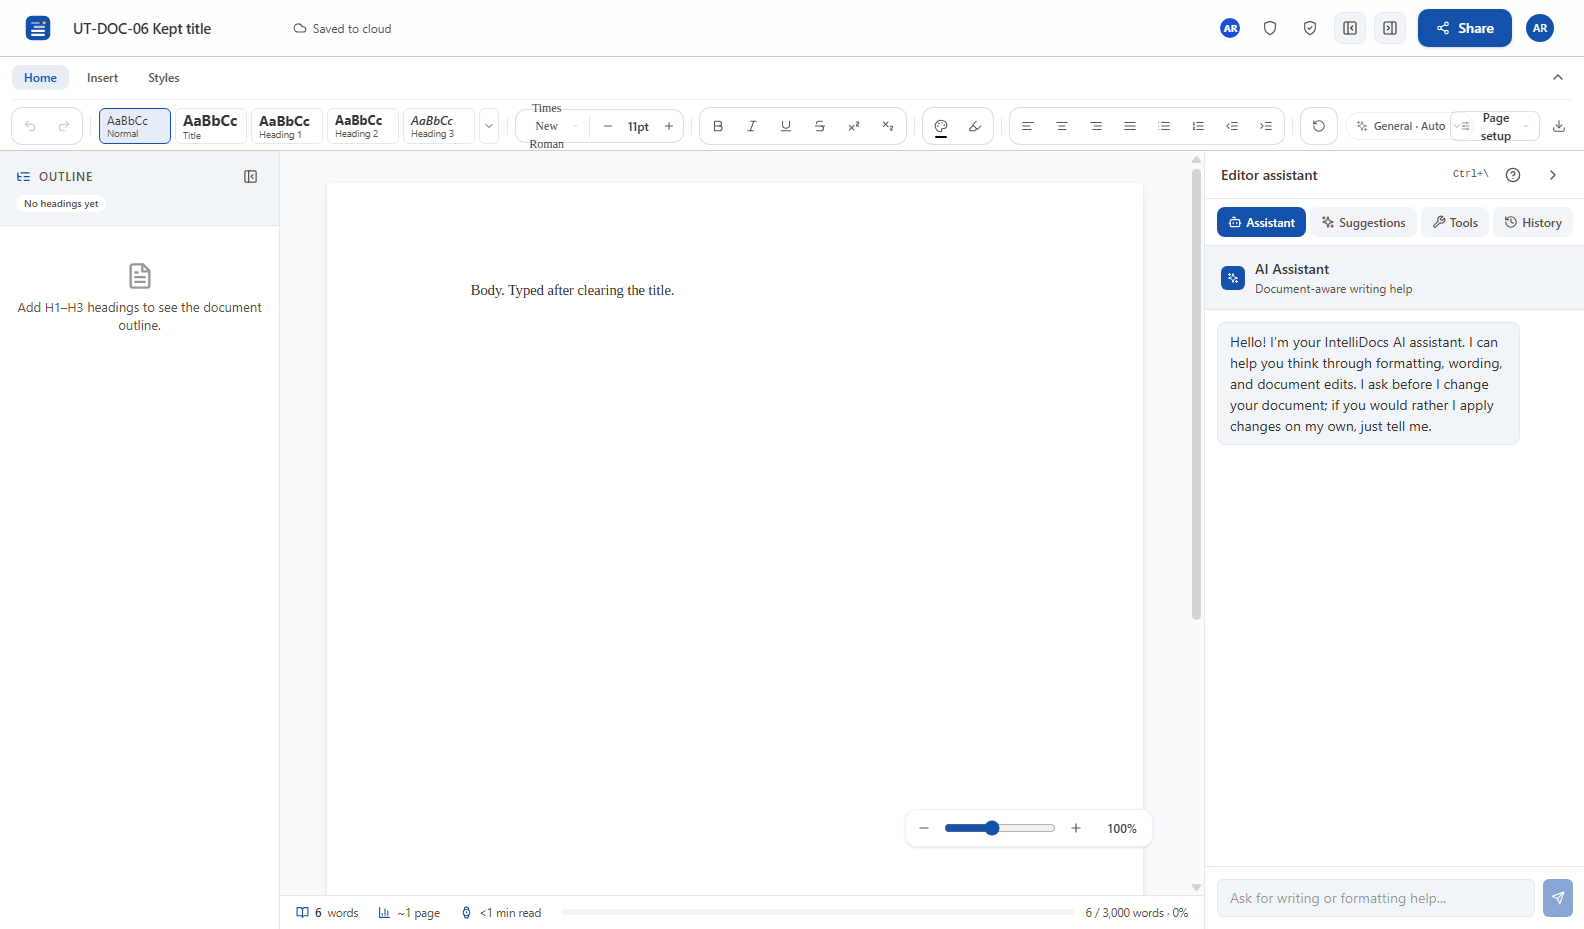 UT-DOC-06 Kept title
Saved to cloud
AR
Share
AR
Home
Insert
Styles
AaBbCc
Normal
AaBbCc
Title
AaBbCc
Heading 1
AaBbCc
Heading 2
AaBbCc
Heading 3
Times
New
Roman
11pt
General · Auto
Page
setup
OUTLINE
No headings yet
Add H1–H3 headings to see the document
outline.
Body. Typed after clearing the title.
100%
6 words
~1 page
<1 min read
6 / 3,000 words · 0%
Editor assistant
Ctrl+\
Assistant
Suggestions
Tools
History
AI Assistant
Document-aware writing help
Hello! I'm your IntelliDocs AI assistant. I can
help you think through formatting, wording,
and document edits. I ask before I change
your document; if you would rather I apply
changes on my own, just tell me.
Ask for writing or formatting help...